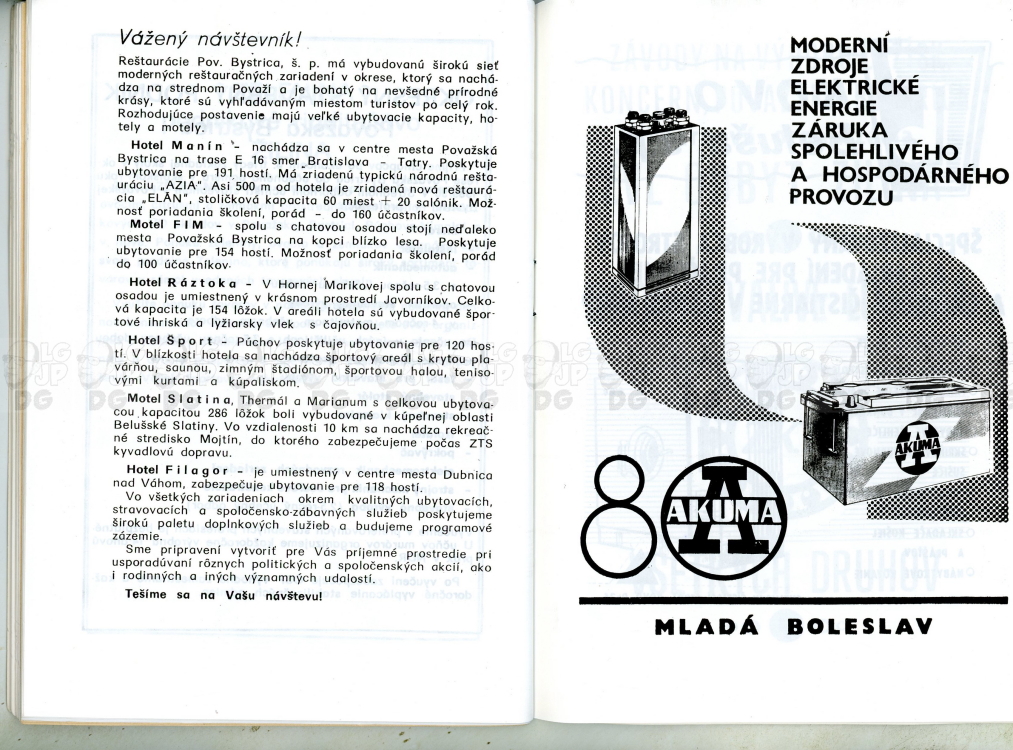 Vážený návštevník!
Reštaurácie Pov. Bystrica, š. p. má vybudovanú širokú sieť
moderných reštauračných zariadení v okrese, ktorý sa nachá-
dza na strednom Považí a je bohatý na nevšedné prírodné
krásy, ktoré sú vyhľadávaným miestom turistov po celý rok.
Rozhodujúce postavenie majú veľké ubytovacie kapacity, ho-
tely a motely.
Hotel Manín - nachádza sa v centre mesta Považská
Bystrica na trase E 16 smer Bratislava - Tatry. Poskytuje
ubytovanie pre 191 hostí. Má zriadenú typickú národnú rešta-
uráciu „AZIA". Asi 500 m od hotela je zriadená nová reštaurá-
cia „ELÁN", stoličková kapacita 60 miest + 20 salónik. Mož-
nosť poriadania školení, porád - do 160 účastníkov.
Motel FIM - spolu s chatovou osadou stojí neďaleko
mesta Považská Bystrica na kopci blízko lesa. Poskytuje
ubytovanie pre 154 hostí. Možnosť poriadania školení, porád
do 100 účastníkov.
Hotel Ráztoka - V Hornej Maríkovej spolu s chatovou
osadou je umiestnený v krásnom prostredí Javorníkov. Celko-
vá kapacita je 154 lôžok. V areáli hotela sú vybudované špor-
tové ihriská a lyžiarsky vlek s čajovňou.
Hotel Šport - Púchov poskytuje ubytovanie pre 120 hos-
tí. V blízkosti hotela sa nachádza športový areál s krytou pla-
várňou, saunou, zimným štadiónom, športovou halou, teniso-
vými kurtami a kúpaliskom.
Motel Slatina, Thermál a Marianum s celkovou ubytova-
cou kapacitou 286 lôžok boli vybudované v kúpeľnej oblasti
Belušské Slatiny. Vo vzdialenosti 10 km sa nachádza rekreač-
né stredisko Mojtín, do ktorého zabezpečujeme počas ZTS
kyvadlovú dopravu.
Hotel Filagor - je umiestnený v centre mesta Dubnica
nad Váhom, zabezpečuje ubytovanie pre 118 hostí.
Vo všetkých zariadeniach okrem kvalitných ubytovacích,
stravovacích a spoločensko-zábavných služieb poskytujeme
širokú paletu doplnkových služieb a budujeme programové
zázemie.
Sme pripravení vytvoriť pre Vás príjemné prostredie pri
usporadúvaní rôznych politických a spoločenských akcií, ako
i rodinných a iných významných udalostí.
Tešíme sa na Vašu návštevu!
MODERNÍ
ZDROJE
ELEKTRICKÉ
ENERGIE
ZÁRUKA
SPOLEHLIVÉHO
A HOSPODÁRNÉHO
PROVOZU
AKUMA
80 AKUMA
MLADÁ BOLESLAV